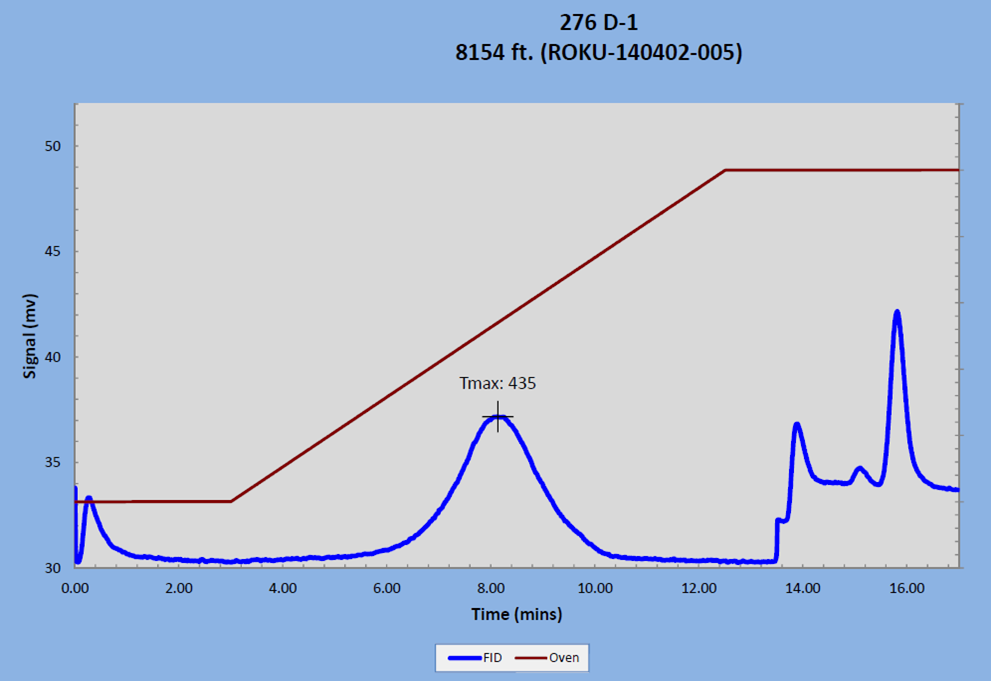 276 D-1
8154 ft. (ROKU-140402-005)
50
45
40
35
30
Signal (mv)
Tmax: 435
0.00 2.00 4.00 6.00 8.00 10.00 12.00 14.00 16.00
Time (mins)
FID Oven